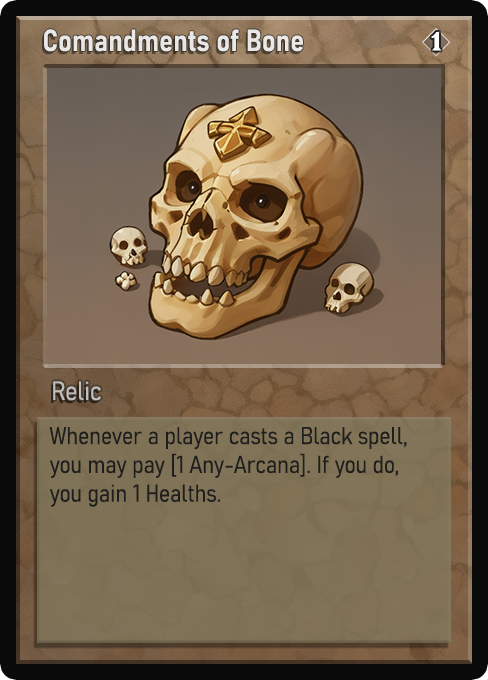 Comandments of Bone
1
Relic
Whenever a player casts a Black spell,
you may pay [1 Any-Arcana]. If you do,
you gain 1 Healths.